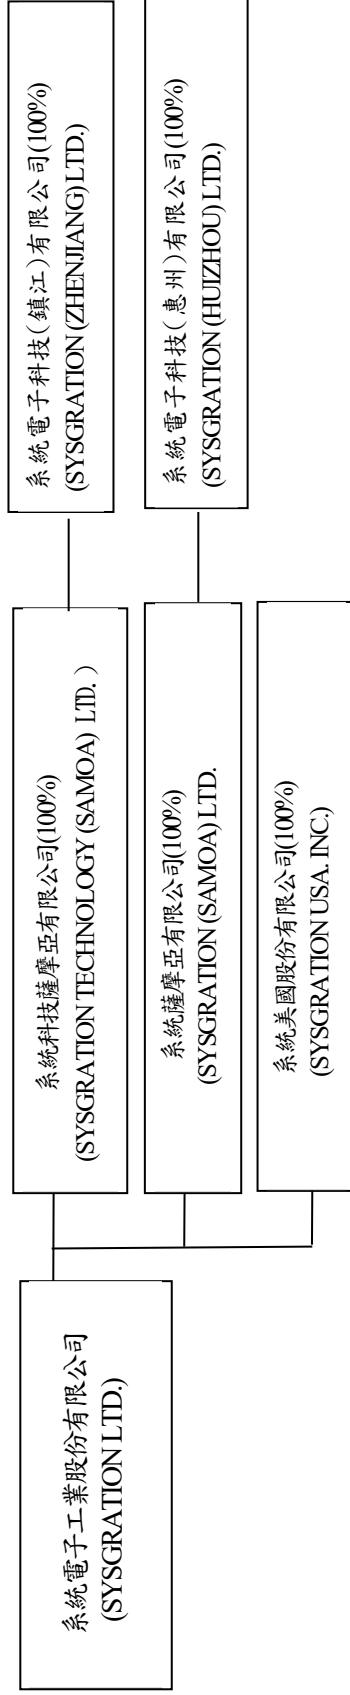 系統電子工業股份有限公司
(SYSGRATION LTD.)
系統科技薩摩亞有限公司(100%)
(SYSGRATION TECHNOLOGY (SAMOA) LTD. )
系統電子科技(鎮江)有限公司(100%)
(SYSGRATION (ZHENJIANG) LTD.)
系統薩摩亞有限公司(100%)
(SYSGRATION (SAMOA) LTD.
系統電子科技(惠州)有限公司(100%)
(SYSGRATION (HUIZHOU) LTD.)
系統美國股份有限公司(100%)
(SYSGRATION USA. INC.)